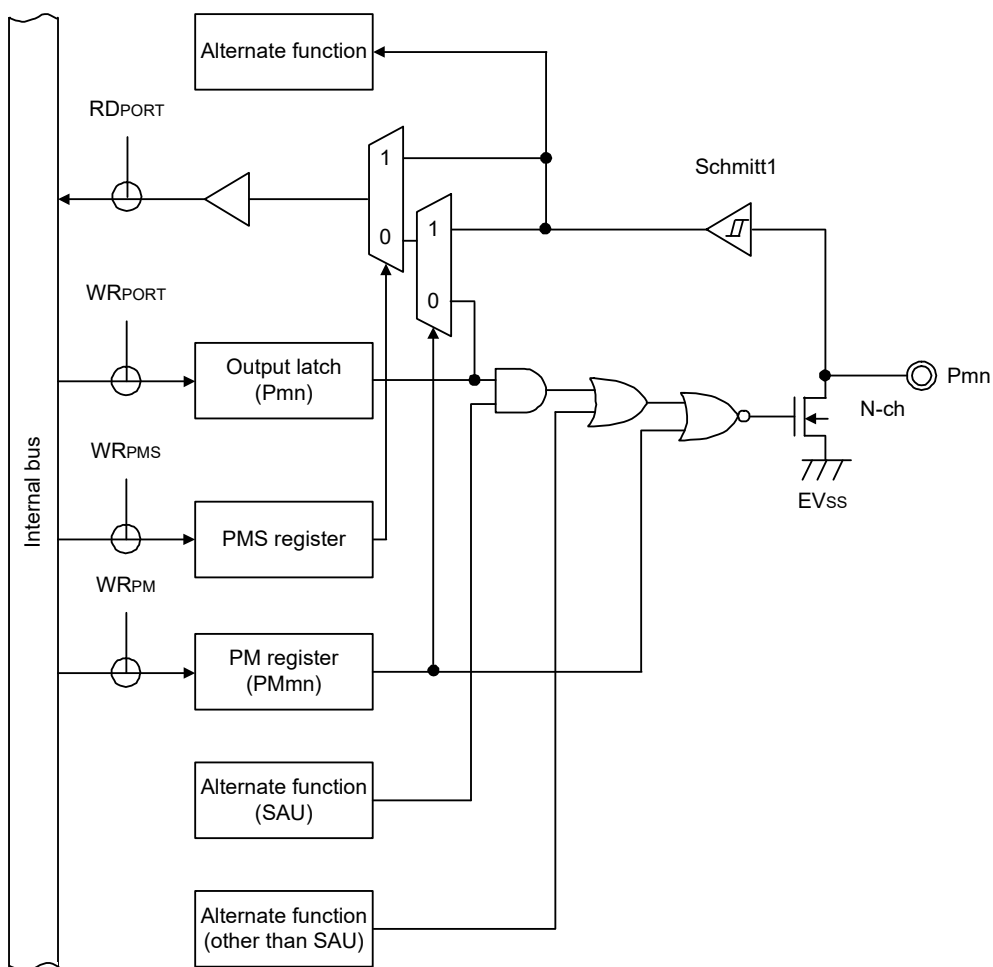 Alternate function
RDPORT
1
0
Schmitt1
1
0
WRPORT
Output latch
(Pmn)
Pmn
N-ch
EVSS
WRPMS
PMS register
Internal bus
WRPM
PM register
(PMmn)
Alternate function
(SAU)
Alternate function
(other than SAU)